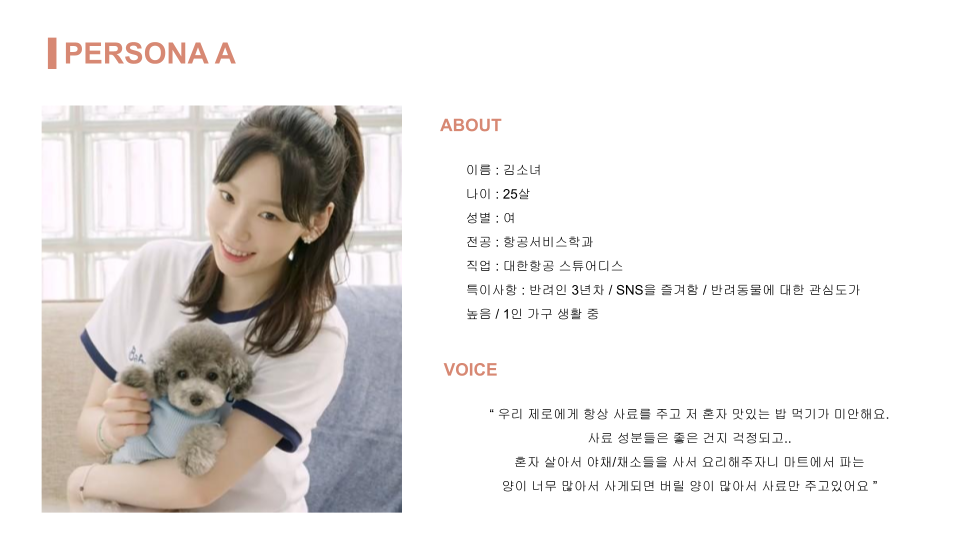 PERSONA A
ABOUT
이름 : 김소녀
나이 : 25살
성별 : 여
전공 : 항공서비스학과
직업 : 대한항공 스튜어디스
특이사항 : 반려인 3년차 / SNS을 즐겨함 / 반려동물에 대한 관심도가
높음 / 1인 가구 생활 중
VOICE
“ 우리 제로에게 항상 사료를 주고 저 혼자 맛있는 밥 먹기가 미안해요.
사료 성분들은 좋은 건지 걱정되고..
혼자 살아서 야채/채소들을 사서 요리해주자니 마트에서 파는
양이 너무 많아서 사게되면 버릴 양이 많아서 사료만 주고있어요 ”